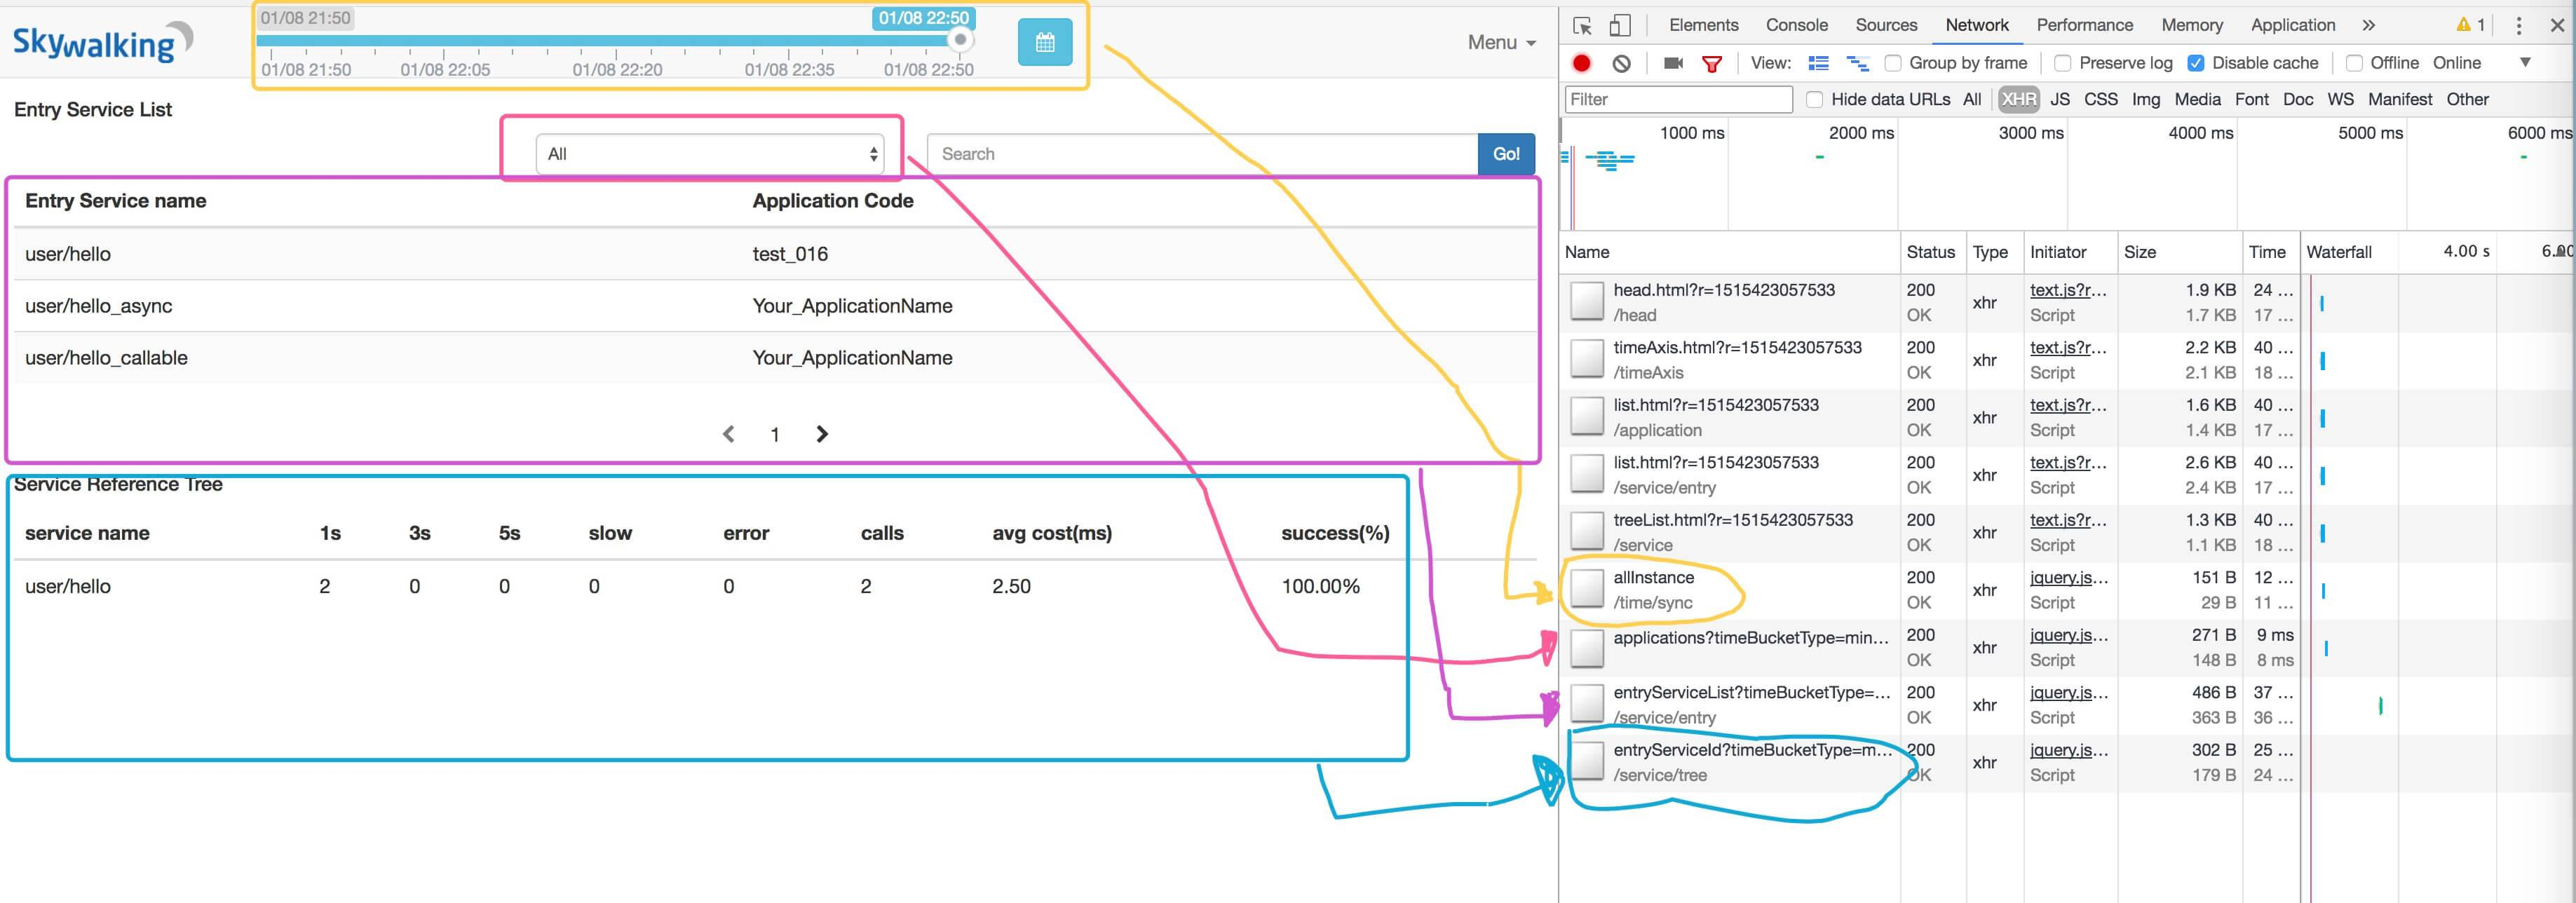 Skywalking
01/08 21:50
01/08 22:50
01/08 21:50 01/08 22:05 01/08 22:20 01/08 22:35 01/08 22:50
Menu
Entry Service List
All
Search
Go!
Entry Service name Application Code
user/hello test_016
user/hello_async Your_ApplicationName
user/hello_callable Your_ApplicationName
1
Service Reference Tree
service name 1s 3s 5s slow error calls avg cost(ms) success(%)
user/hello 2 0 0 0 0 2 2.50 100.00%
Elements Console Sources Network Performance Memory Application 1
View: Group by frame Preserve log Disable cache Offline Online
Filter Hide data URLs All XHR JS CSS Img Media Font Doc WS Manifest Other
1000 ms 2000 ms 3000 ms 4000 ms 5000 ms 6000 ms
Name Status Type Initiator Size Time Waterfall 4.00 s
head.html?r=1515423057533 200 xhr text.js?r... 1.9 KB 24 ...
/head OK Script 1.7 KB 17 ...
timeAxis.html?r=1515423057533 200 xhr text.js?r... 2.2 KB 40 ...
/timeAxis OK Script 2.1 KB 18 ...
list.html?r=1515423057533 200 xhr text.js?r... 1.6 KB 40 ...
/application OK Script 1.4 KB 17 ...
list.html?r=1515423057533 200 xhr text.js?r... 2.6 KB 40 ...
/service/entry OK Script 2.4 KB 17 ...
treeList.html?r=1515423057533 200 xhr text.js?r... 1.3 KB 40 ...
/service OK Script 1.1 KB 18 ...
allInstance 200 xhr jquery.js... 151 B 12 ...
/time/sync OK Script 29 B 11 ...
applications?timeBucketType=min... 200 xhr jquery.js... 271 B 9 ms
OK Script 148 B 8 ms
entryServiceList?timeBucketType=... 200 xhr jquery.js... 486 B 37 ...
/service/entry OK Script 363 B 36 ...
entryServiceId?timeBucketType=m... 200 xhr jquery.js... 302 B 25 ...
/service/tree OK Script 179 B 24 ...